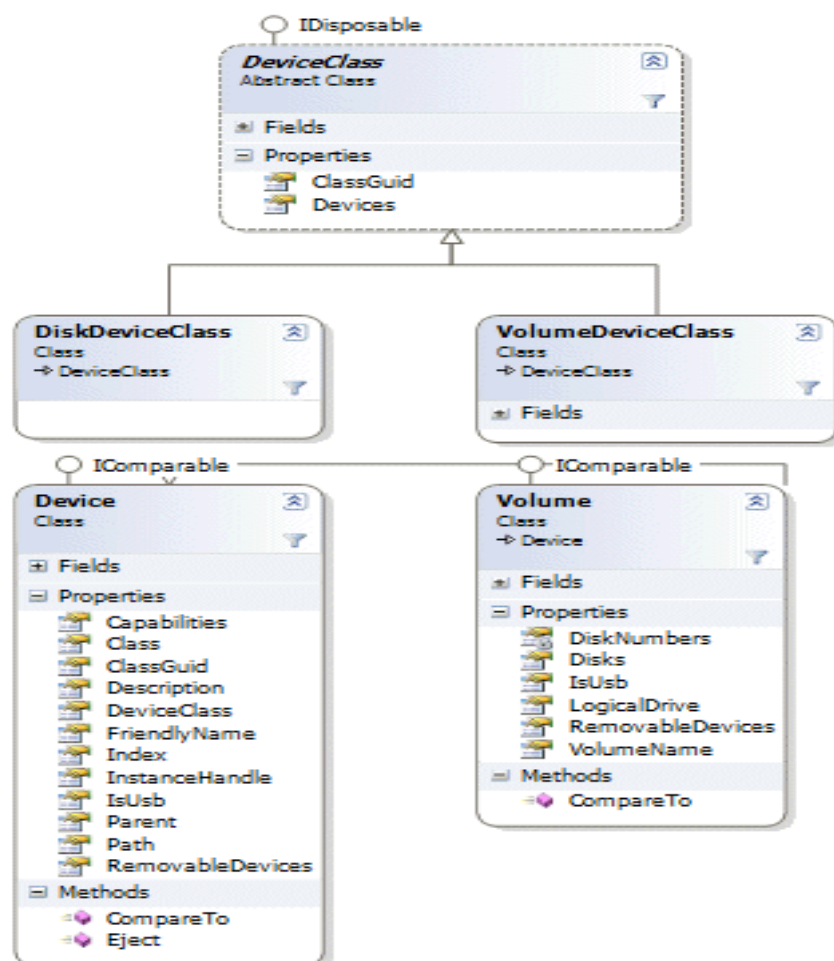 IDisposable
DeviceClass
Abstract Class
Fields
Properties
ClassGuid
Devices
DiskDeviceClass
Class
DeviceClass
VolumeDeviceClass
Class
DeviceClass
Fields
IComparable
Device
Class
Fields
Properties
Capabilities
Class
ClassGuid
Description
DeviceClass
FriendlyName
Index
InstanceHandle
IsUsb
Parent
Path
RemovableDevices
Methods
CompareTo
Eject
IComparable
Volume
Class
Device
Fields
Properties
DiskNumbers
Disks
IsUsb
LogicalDrive
RemovableDevices
VolumeName
Methods
CompareTo